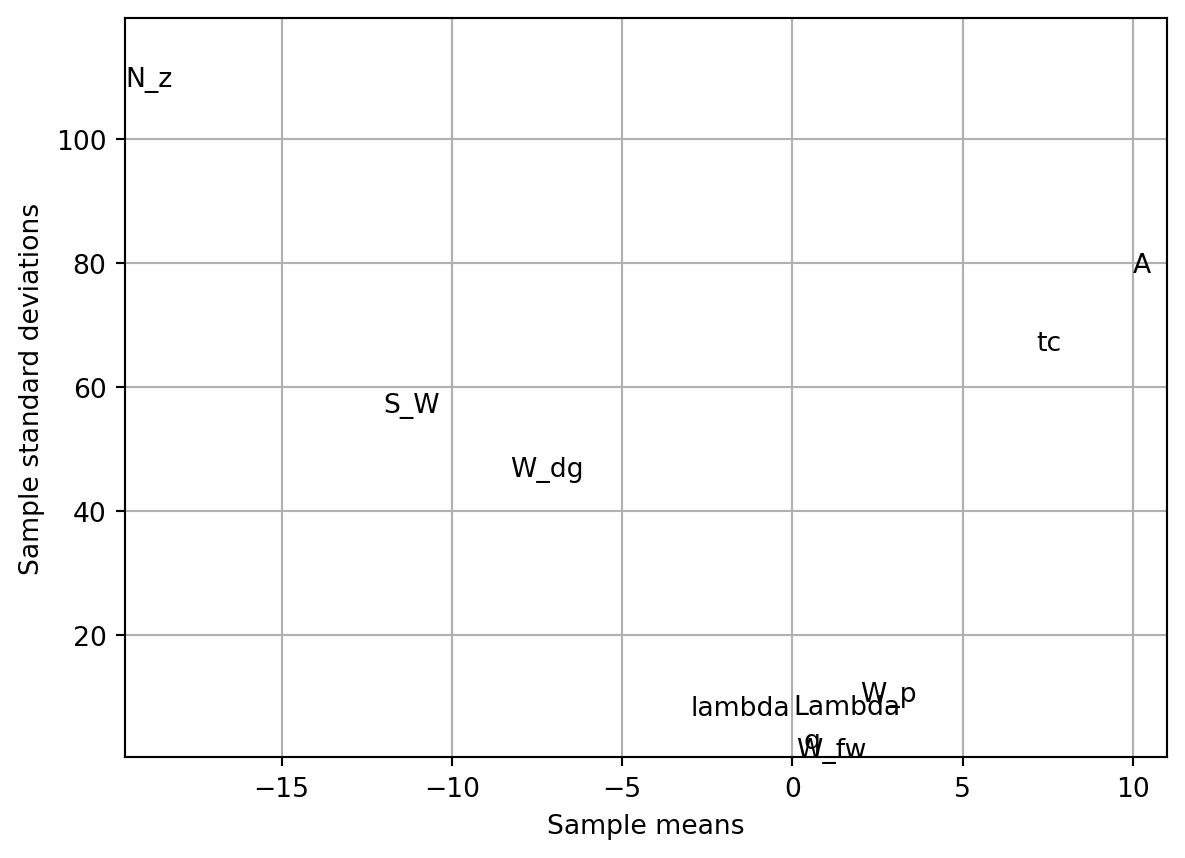 N_z
100
80
A
tc
60
S_W
W_dg
40
20
W_p
lambda
Lambda
q
W_fw
−15
−10
−5
0
5
10
Sample means
Sample standard deviations